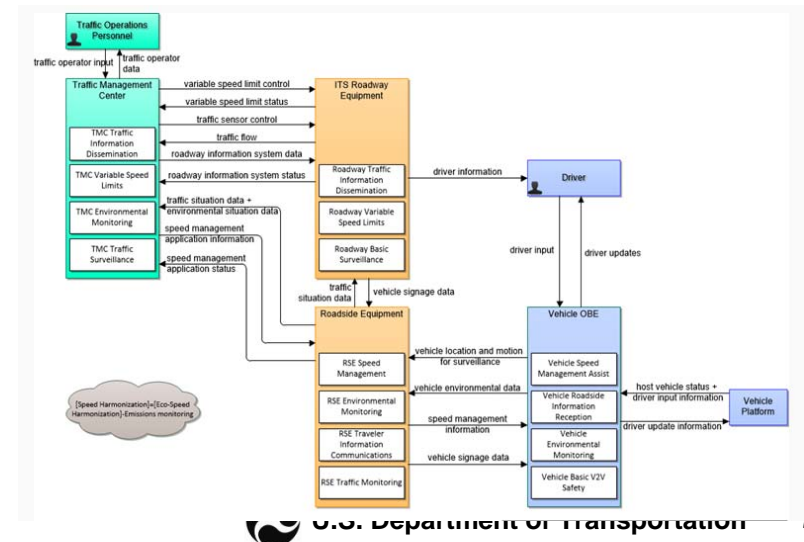 Traffic Operations
Personnel
traffic operator input
traffic operator
data
Traffic Management
Center
TMC Traffic
Information
Dissemination
TMC Variable Speed
Limits
TMC Environmental
Monitoring
TMC Traffic
Surveillance
variable speed limit control
variable speed limit status
traffic sensor control
traffic flow
roadway information system data
roadway information system status
traffic situation data +
environmental situation data
speed management
application information
speed management
application status
ITS Roadway
Equipment
Roadway Traffic
Information
Dissemination
Roadway Variable
Speed Limits
Roadway Basic
Surveillance
driver information
Driver
driver input
driver updates
traffic
situation data
vehicle signage data
Roadside Equipment
RSE Speed
Management
RSE Environmental
Monitoring
RSE Traveler
Information
Communications
RSE Traffic Monitoring
vehicle location and motion
for surveillance
vehicle environmental data
speed management
information
vehicle signage data
Vehicle OBE
Vehicle Speed
Management Assist
Vehicle Roadside
Information
Reception
Vehicle
Environmental
Monitoring
Vehicle Basic V2V
Safety
host vehicle status +
driver input information
driver update information
Vehicle
Platform
[Speed Harmonization]=[Eco-Speed
Harmonization]-Emissions monitoring
U.S. Department of Transportation